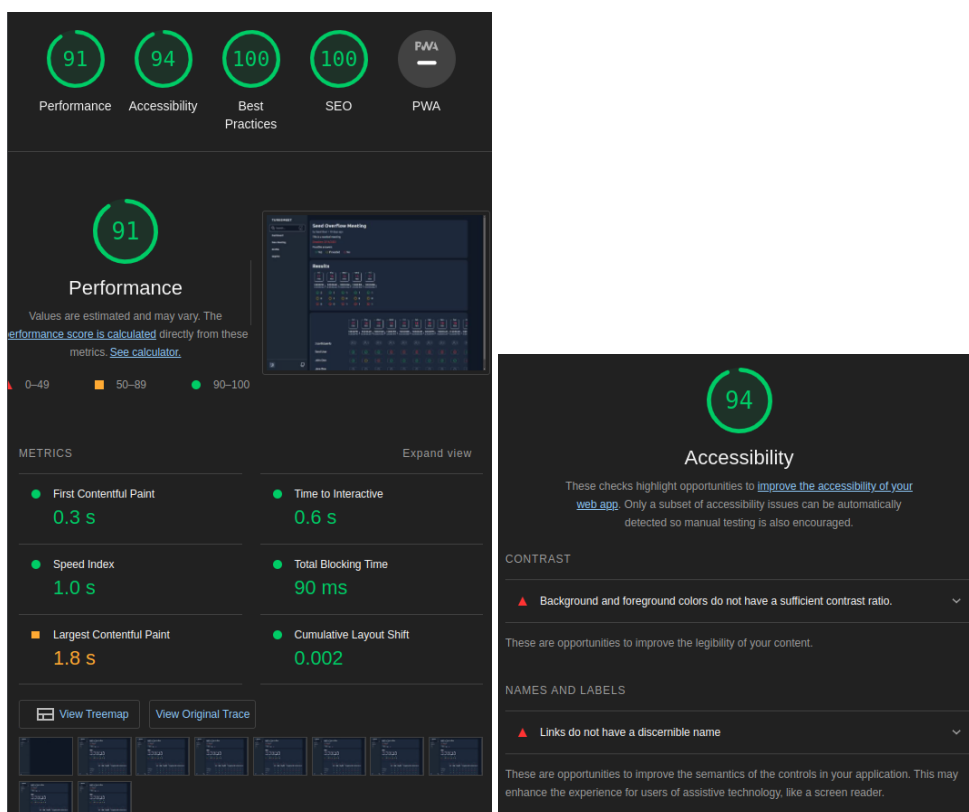 91
94
100
100
PWA
Performance
Accessibility
Best
Practices
SEO
PWA
91
Performance
Values are estimated and may vary. The
performance score is calculated directly from these
metrics. See calculator.
0–49
50–89
90–100
Seed Overflow Meeting
Results
METRICS
Expand view
First Contentful Paint
0.3 s
Time to Interactive
0.6 s
Speed Index
1.0 s
Total Blocking Time
90 ms
Largest Contentful Paint
1.8 s
Cumulative Layout Shift
0.002
View Treemap
View Original Trace
94
Accessibility
These checks highlight opportunities to improve the accessibility of your
web app. Only a subset of accessibility issues can be automatically
detected so manual testing is also encouraged.
CONTRAST
Background and foreground colors do not have a sufficient contrast ratio.
These are opportunities to improve the legibility of your content.
NAMES AND LABELS
Links do not have a discernible name
These are opportunities to improve the semantics of the controls in your application. This may
enhance the experience for users of assistive technology, like a screen reader.